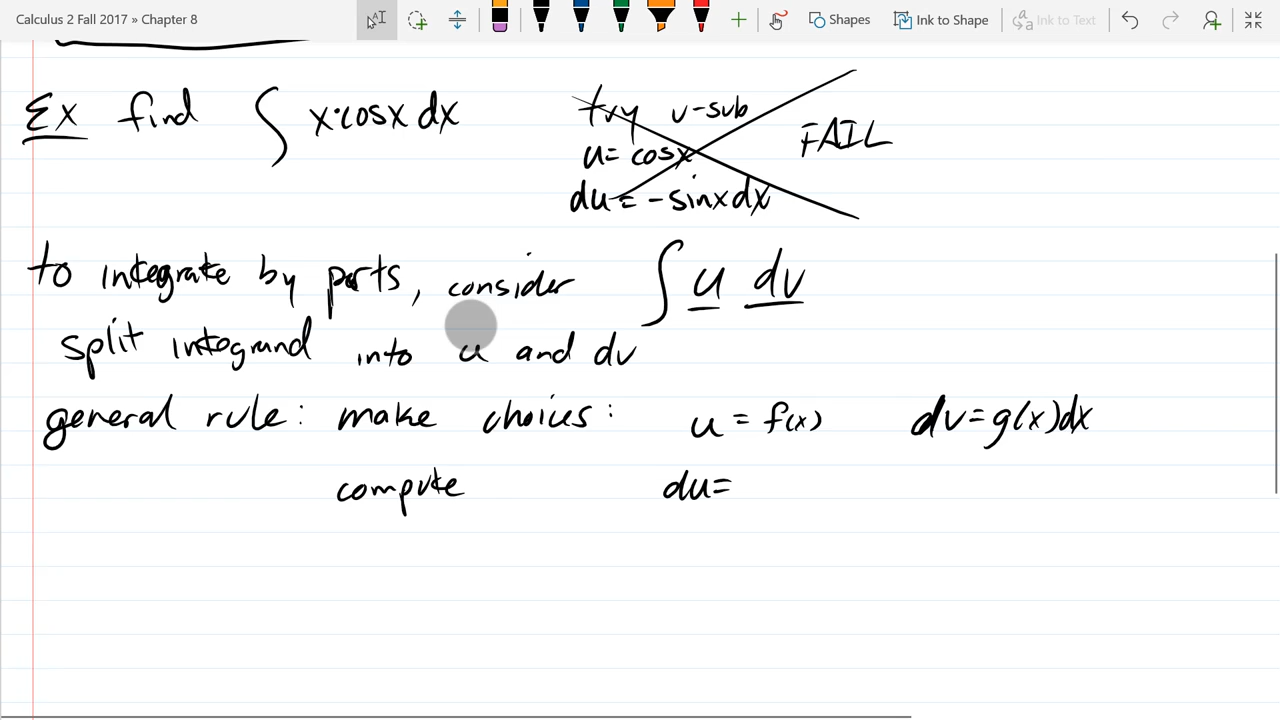 Calculus 2 Fall 2017 » Chapter 8
Shapes Ink to Shape Ink to Text
Ex find ∫ x·cosx dx
try u-sub
u= cosx
du= -sinxdx
FAIL
to integrate by parts, consider ∫ u dv
split integrand into u and dv
general rule: make choices: u = f(x) dv=g(x)dx
compute du=